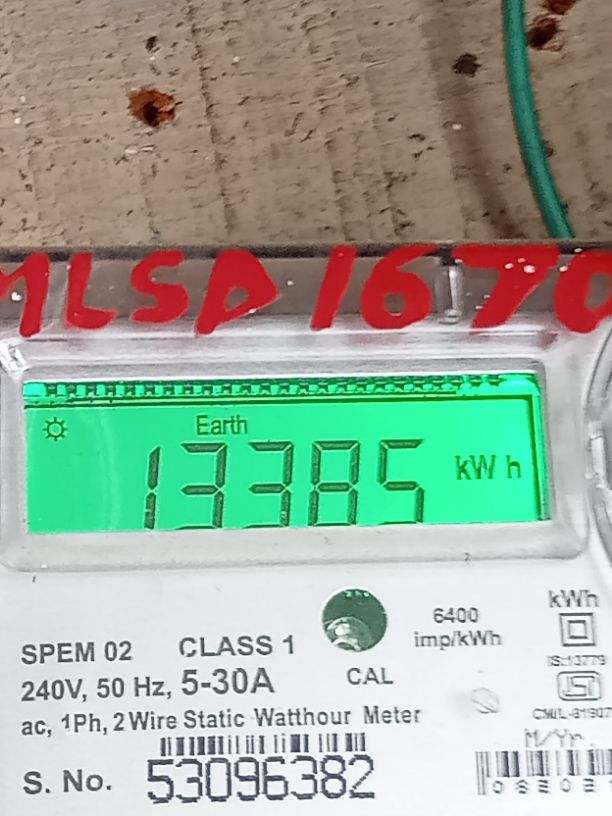 MLSD 1670
Earth
13385 kWh
kWh
6400
imp/kWh
SPEM 02 CLASS 1
IS:13779
240V, 50 Hz, 5-30A CAL
ac, 1Ph, 2 Wire Static Watthour Meter
M/Yr.
S. No. 53096382